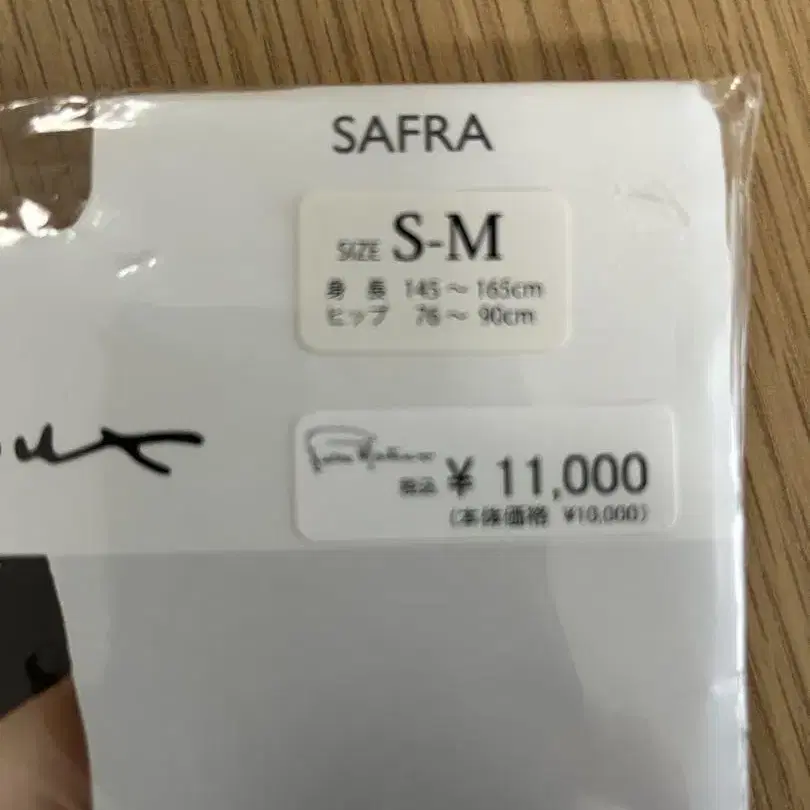 SAFRA
SIZE S-M
身 長 145 ～ 165cm
ヒップ 76 ～ 90cm
税込 ¥ 11,000
(本体価格 ¥10,000)